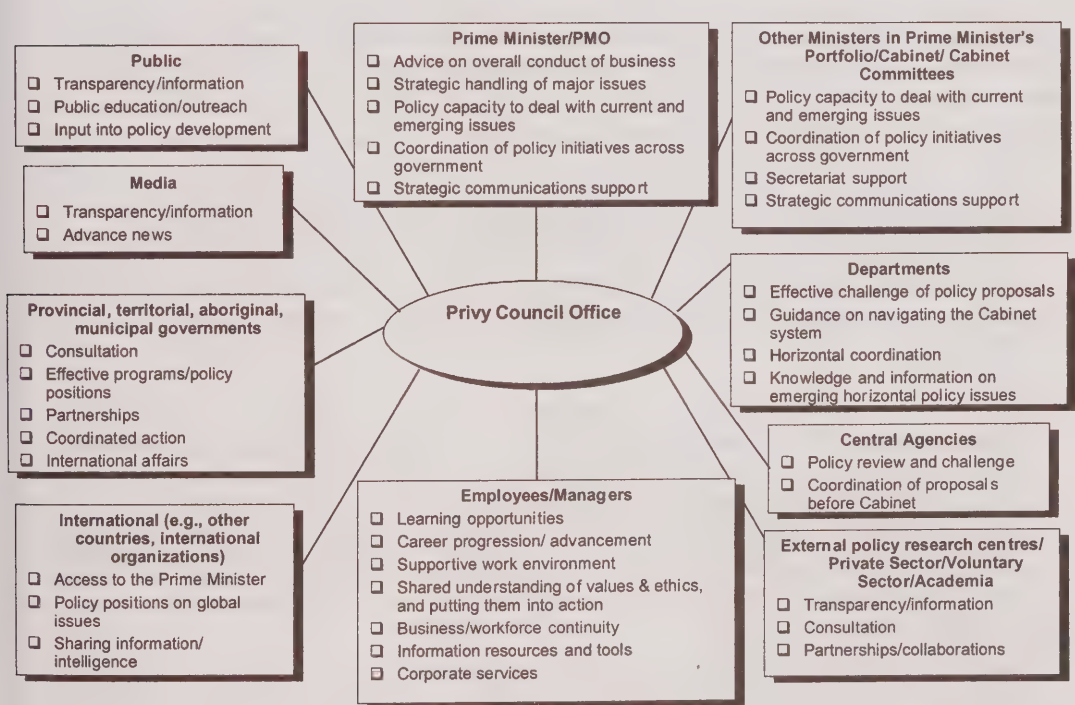 Public
❑ Transparency/information
❑ Public education/outreach
❑ Input into policy development
Media
❑ Transparency/information
❑ Advance news
Provincial, territorial, aboriginal,
municipal governments
❑ Consultation
❑ Effective programs/policy
positions
❑ Partnerships
❑ Coordinated action
❑ International affairs
International (e.g., other
countries, international
organizations)
❑ Access to the Prime Minister
❑ Policy positions on global
issues
❑ Sharing information/
intelligence
Prime Minister/PMO
❑ Advice on overall conduct of business
❑ Strategic handling of major issues
❑ Policy capacity to deal with current and
emerging issues
❑ Coordination of policy initiatives across
government
❑ Strategic communications support
Privy Council Office
Employees/Managers
❑ Learning opportunities
❑ Career progression/ advancement
❑ Supportive work environment
❑ Shared understanding of values & ethics,
and putting them into action
❑ Business/workforce continuity
❑ Information resources and tools
❑ Corporate services
Other Ministers in Prime Minister's
Portfolio/Cabinet/ Cabinet
Committees
❑ Policy capacity to deal with current
and emerging issues
❑ Coordination of policy initiatives
across government
❑ Secretariat support
❑ Strategic communications support
Departments
❑ Effective challenge of policy proposals
❑ Guidance on navigating the Cabinet
system
❑ Horizontal coordination
❑ Knowledge and information on
emerging horizontal policy issues
Central Agencies
❑ Policy review and challenge
❑ Coordination of proposals
before Cabinet
External policy research centres/
Private Sector/Voluntary
Sector/Academia
❑ Transparency/information
❑ Consultation
❑ Partnerships/collaborations